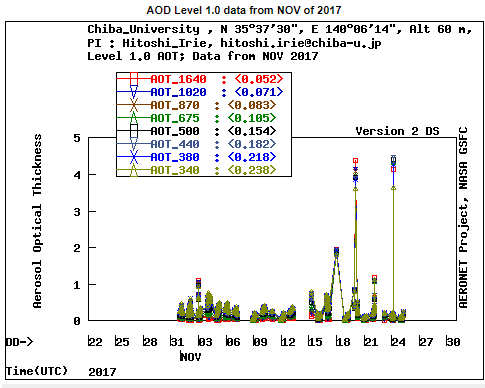 AOD Level 1.0 data from NOV of 2017
Chiba_University , N 35°37'30", E 140°06'14", Alt 60 m,
PI : Hitoshi_Irie, hitoshi.irie@chiba-u.jp
Level 1.0 AOT; Data from NOV 2017
AOT_1640 : <0.052>
AOT_1020 : <0.071>
AOT_870 : <0.083>
AOT_675 : <0.105>
AOT_500 : <0.154>
AOT_440 : <0.182>
AOT_380 : <0.218>
AOT_340 : <0.238>
Version 2 DS
5
4
3
2
1
0
Aerosol Optical Thickness
AERONET Project, NASA GSFC
DD-> 22 25 28 31 03 06 09 12 15 18 21 24 27 30
NOV
Time(UTC) 2017